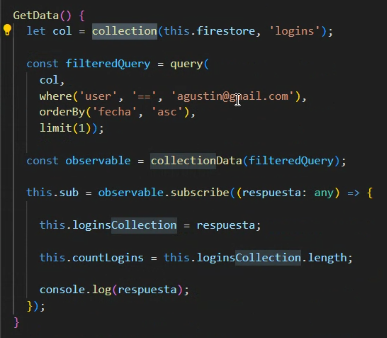 GetData() {
let col = collection(this.firestore, 'logins');
const filteredQuery = query(
col,
where('user', '==', 'agustin@gmail.com'),
orderBy('fecha', 'asc'),
limit(1));
const observable = collectionData(filteredQuery);
this.sub = observable.subscribe((respuesta: any) => {
this.loginsCollection = respuesta;
this.countLogins = this.loginsCollection.length;
console.log(respuesta);
});
}